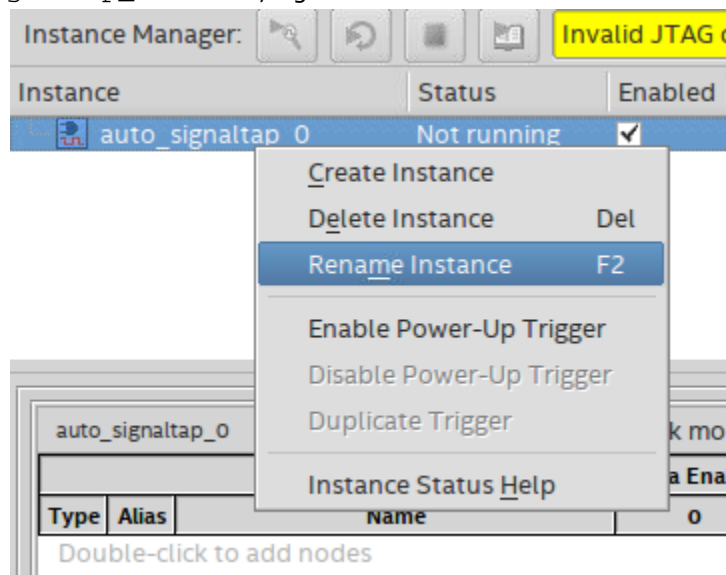 Instance Manager:
Invalid JTAG
Instance Status Enabled
auto_signaltap_0 Not running
Create Instance
Delete Instance Del
Rename Instance F2
Enable Power-Up Trigger
Disable Power-Up Trigger
Duplicate Trigger
Instance Status Help
auto_signaltap_0
Type Alias Name 0
Double-click to add nodes